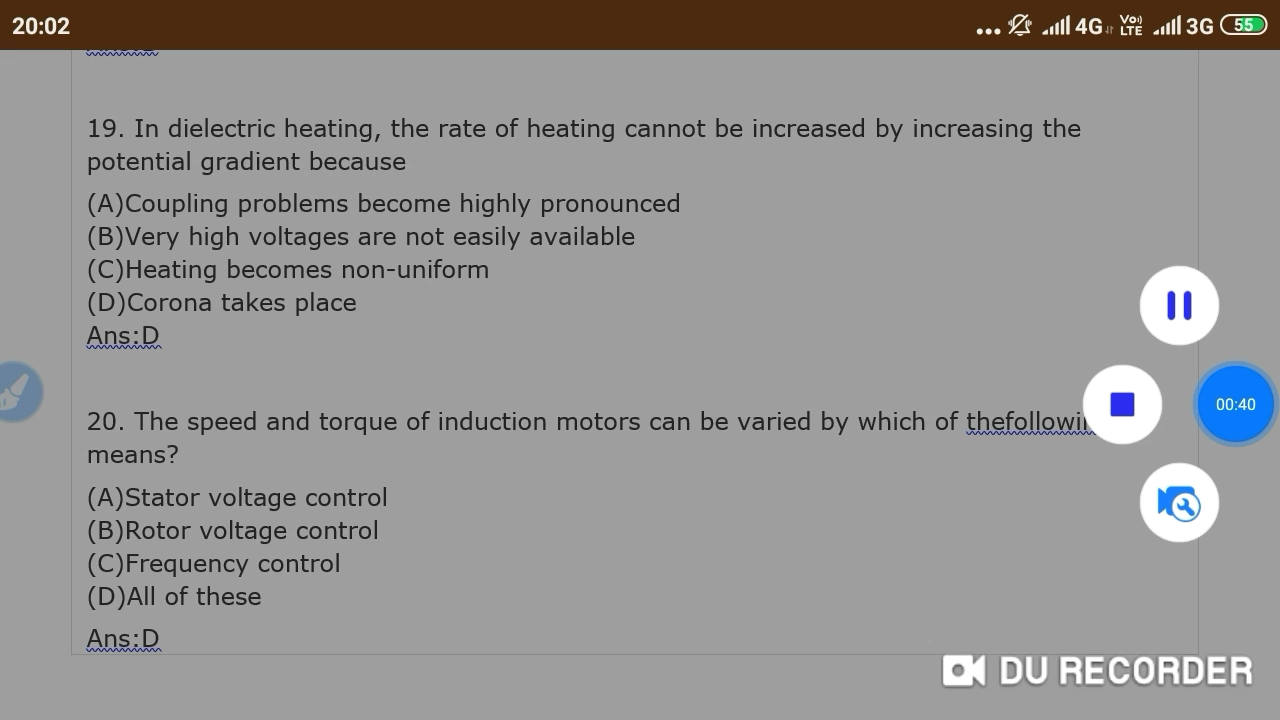 20:02
4G
Vo)
LTE
3G
55
19. In dielectric heating, the rate of heating cannot be increased by increasing the
potential gradient because
(A)Coupling problems become highly pronounced
(B)Very high voltages are not easily available
(C)Heating becomes non-uniform
(D)Corona takes place
Ans:D
00:40
20. The speed and torque of induction motors can be varied by which of
means?
(A)Stator voltage control
(B)Rotor voltage control
(C)Frequency control
(D)All of these
Ans:D
DU RECORDER